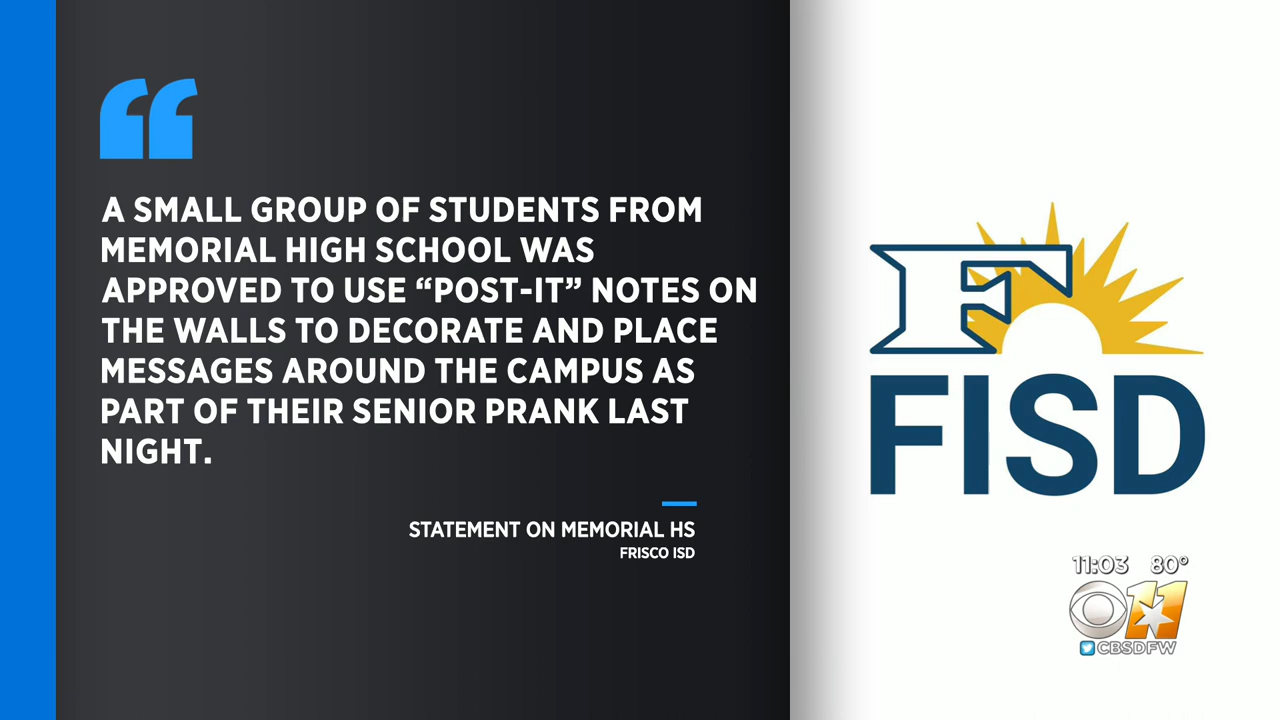 A SMALL GROUP OF STUDENTS FROM
MEMORIAL HIGH SCHOOL WAS
APPROVED TO USE “POST-IT” NOTES ON
THE WALLS TO DECORATE AND PLACE
MESSAGES AROUND THE CAMPUS AS
PART OF THEIR SENIOR PRANK LAST
NIGHT.
STATEMENT ON MEMORIAL HS
FRISCO ISD
F
FISD
11:03 80°
11
CBSDFW